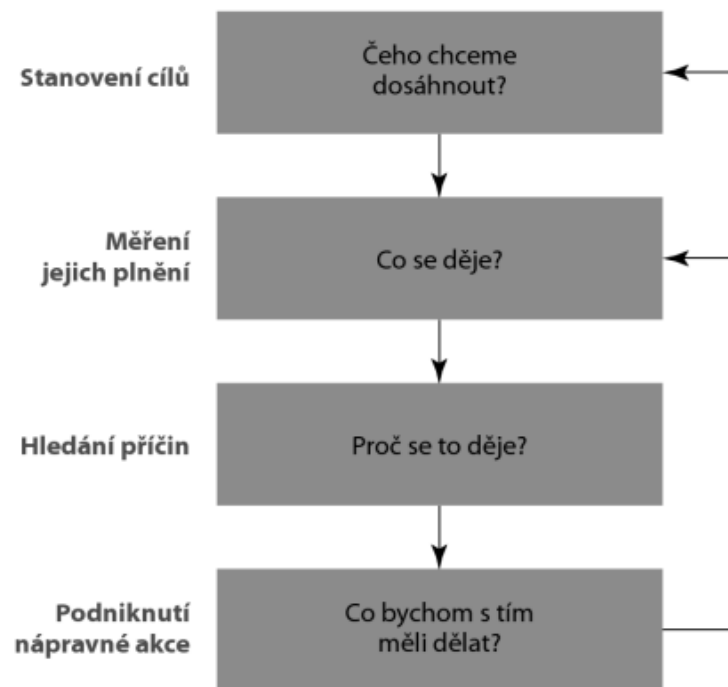 Stanovení cílů
Čeho chceme
dosáhnout?
Měření
jejich plnění
Co se děje?
Hledání příčin
Proč se to děje?
Podniknutí
nápravné akce
Co bychom s tím
měli dělat?